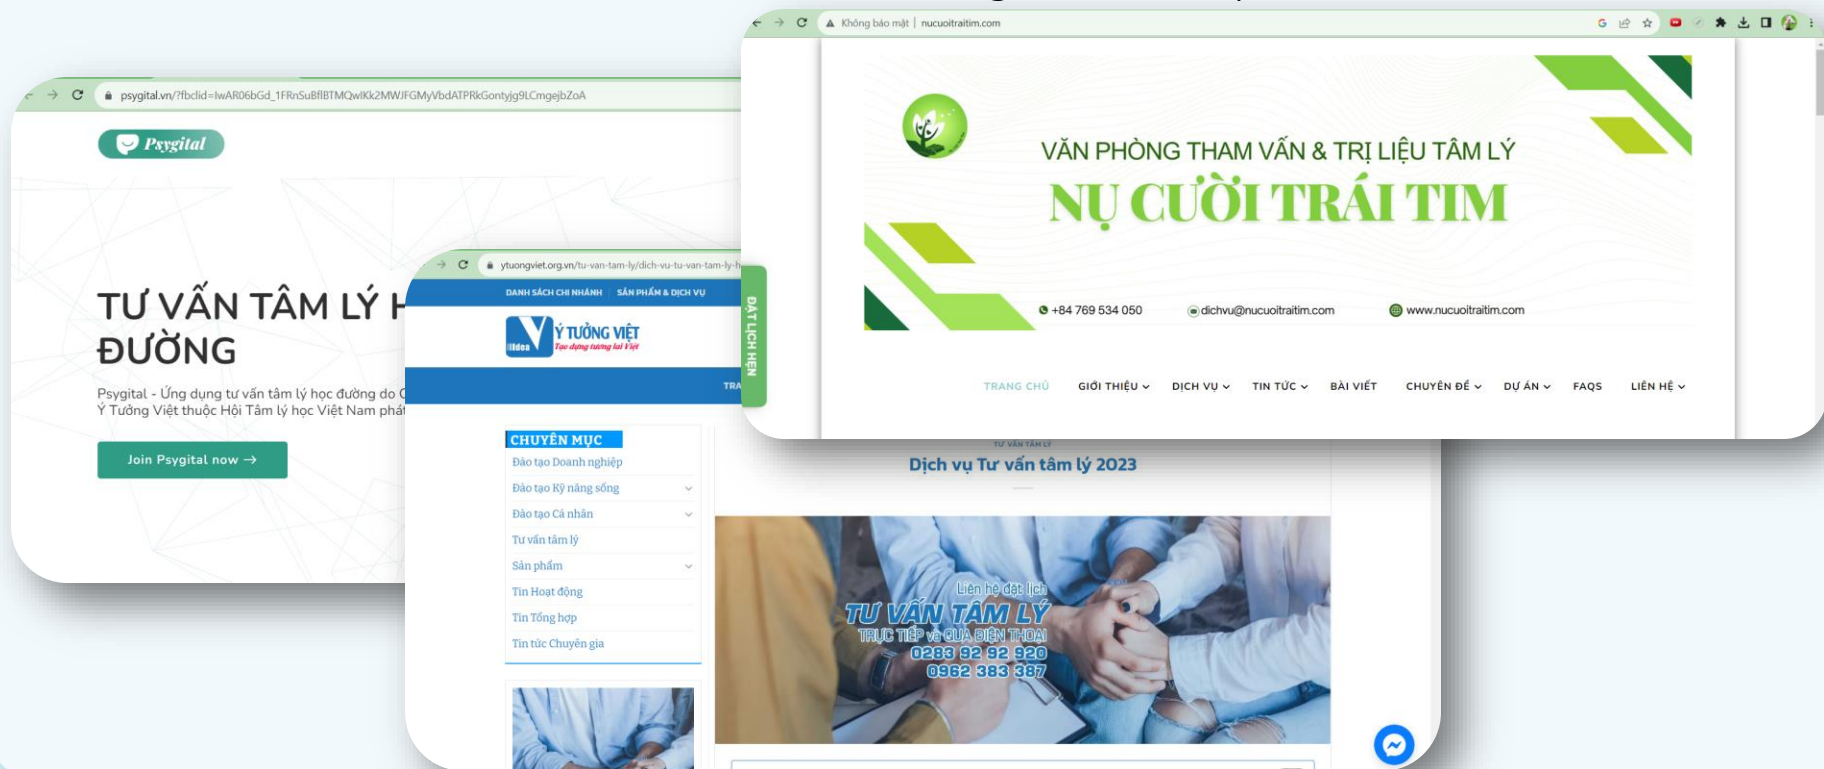 Không bảo mật | nucuoitraitim.com
VĂN PHÒNG THAM VẤN & TRỊ LIỆU TÂM LÝ
NỤ CƯỜI TRÁI TIM
+84 769 534 050 dichvu@nucuoitraitim.com www.nucuoitraitim.com
ĐẶT LỊCH HẸN
TRANG CHỦ GIỚI THIỆU DỊCH VỤ TIN TỨC BÀI VIẾT CHUYÊN ĐỀ DỰ ÁN FAQS LIÊN HỆ
Psygital
TƯ VẤN TÂM LÝ H
ĐƯỜNG
Psygital - Ứng dụng tư vấn tâm lý học đường do
Ý Tưởng Việt thuộc Hội Tâm lý học Việt Nam phát
Join Psygital now →
ytuongviet.org.vn/tu-van-tam-ly/dich-vu-tu-van-tam-ly-h
DANH SÁCH CHI NHÁNH SẢN PHẨM & DỊCH VỤ
Ý TƯỞNG VIỆT
Tạo dựng tương lai Việt
Idea
TRA
CHUYÊN MỤC
Đào tạo Doanh nghiệp
Đào tạo Kỹ năng sống
Đào tạo Cá nhân
Tư vấn tâm lý
Sản phẩm
Tin Hoạt động
Tin Tổng hợp
Tin tức Chuyên gia
TƯ VẤN TÂM LÝ
Dịch vụ Tư vấn tâm lý 2023
Liên hệ đặt lịch
TƯ VẤN TÂM LÝ
TRỰC TIẾP và QUA ĐIỆN THOẠI
0283 92 92 920
0962 383 387